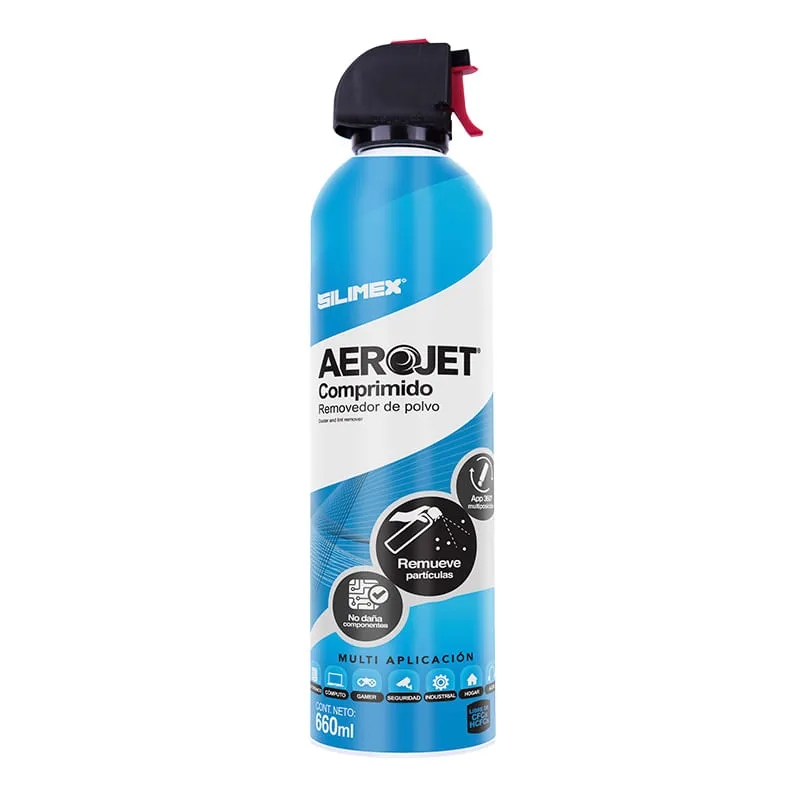 SILIMEX®
AEROJET®
Comprimido
Removedor de polvo
Duster and lint remover
App 360°
Remueve
partículas
No daña
componentes
MULTI APLICACIÓN
CÓMPUTO GAMER SEGURIDAD INDUSTRIAL HOGAR
CONT. NETO:
660ml
LIBRE DE
CFCs
HCFCs